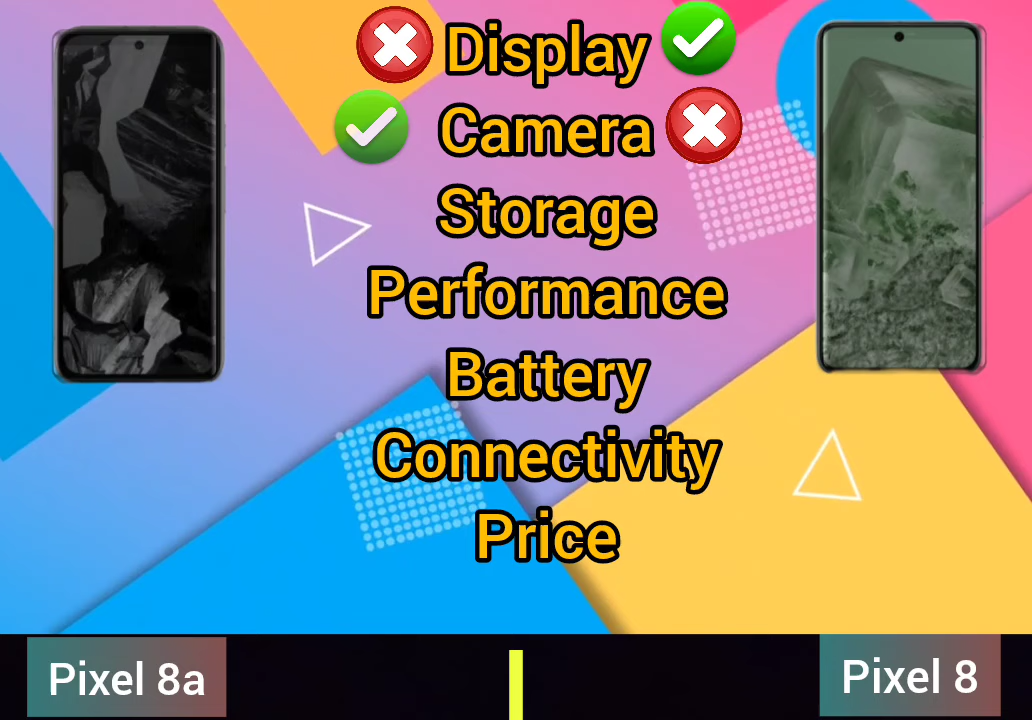 Display
Camera
Storage
Performance
Battery
Connectivity
Price
Pixel 8a
Pixel 8